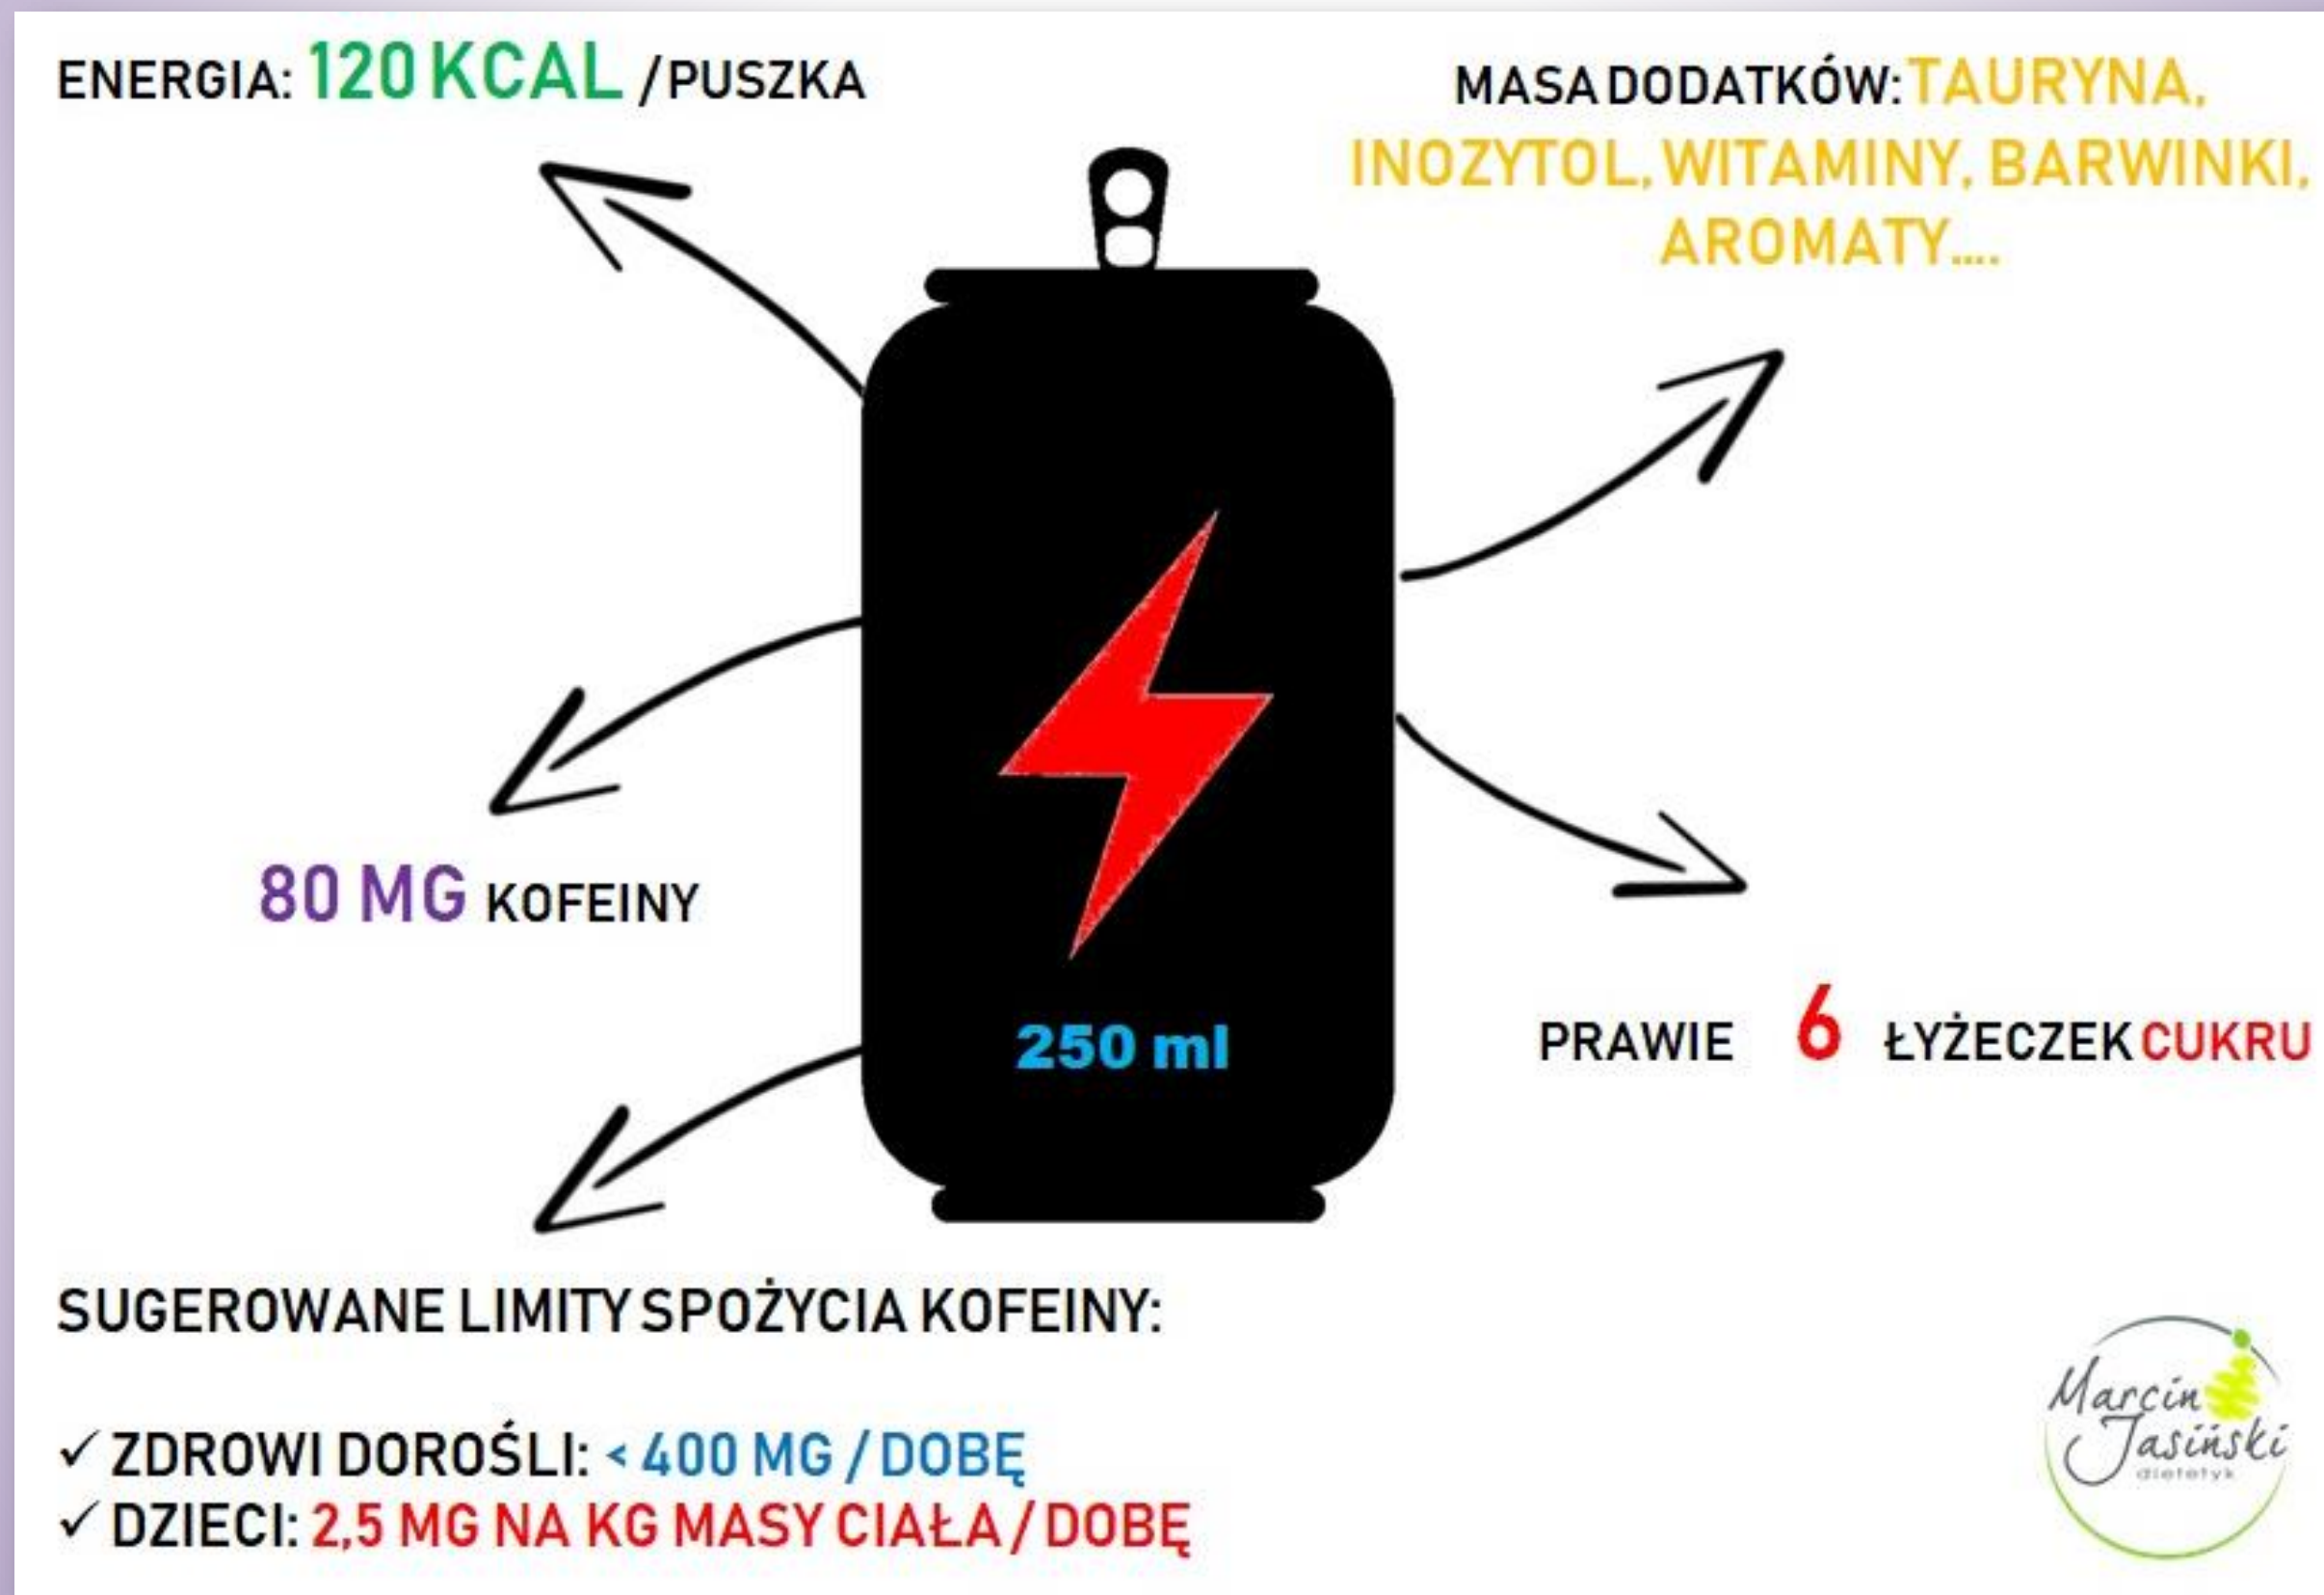 ENERGIA: 120 KCAL / PUSZKA
MASA DODATKÓW: TAURYNA,
INOZYTOL, WITAMINY, BARWINKI,
AROMATY....
80 MG KOFEINY
250 ml
PRAWIE 6 ŁYŻECZEK CUKRU
SUGEROWANE LIMITY SPOŻYCIA KOFEINY:
✓ ZDROWI DOROŚLI: < 400 MG / DOBĘ
✓ DZIECI: 2,5 MG NA KG MASY CIAŁA / DOBĘ
Marcin
Jasiński
dietetyk